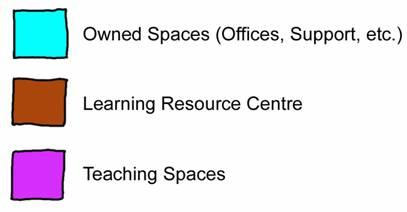 Owned Spaces (Offices, Support, etc.)
Learning Resource Centre
Teaching Spaces